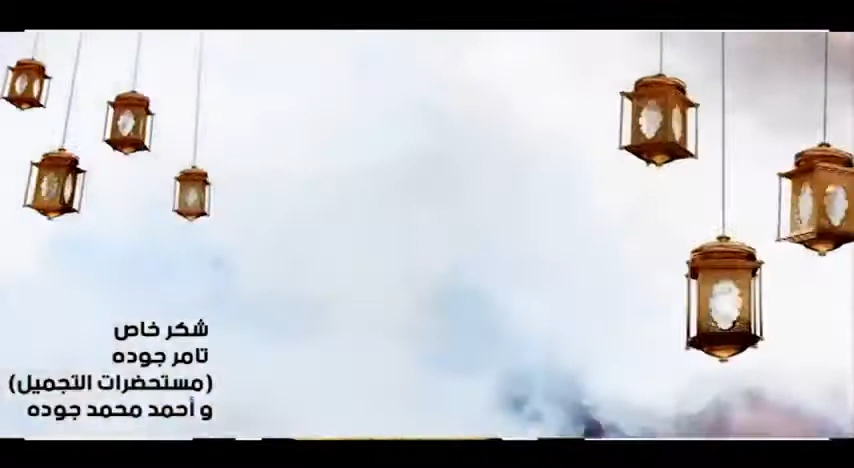 شكر خاص
تامر جوده
(مستحضرات التجميل)
و أحمد محمد جوده